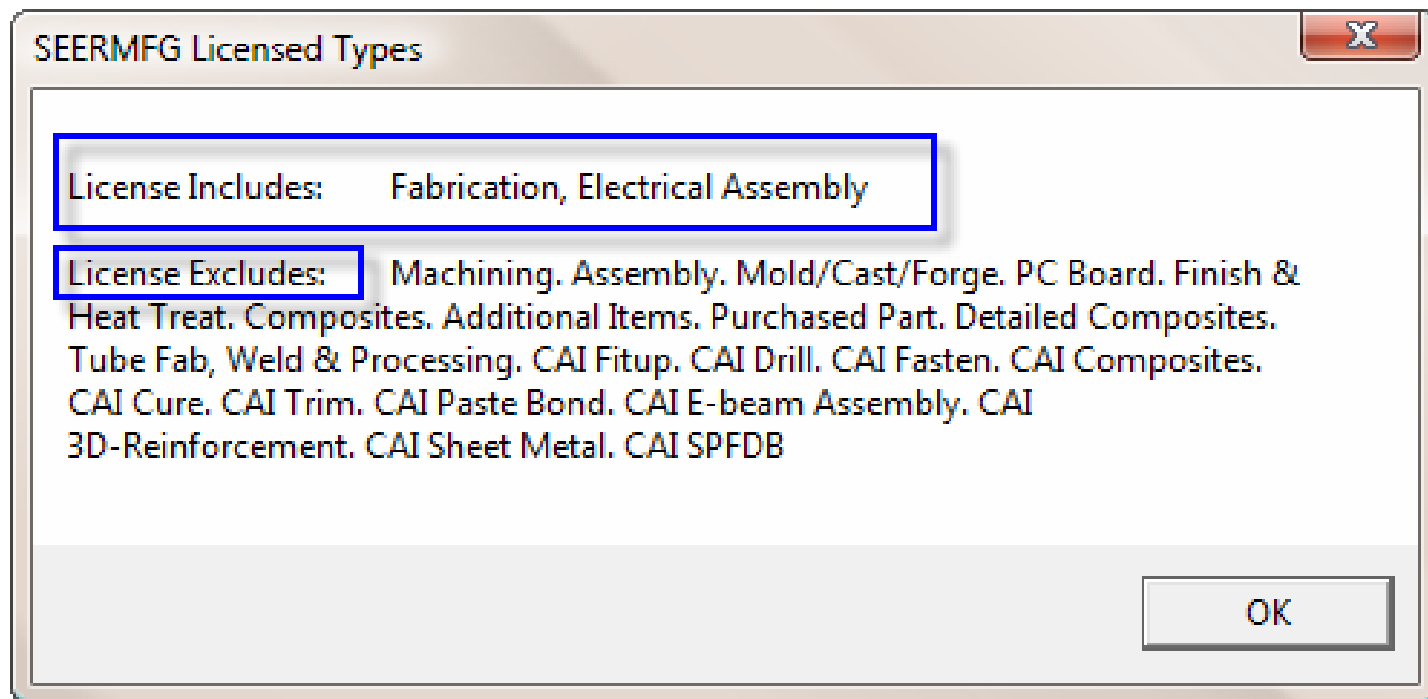 SEERMFG Licensed Types
License Includes: Fabrication, Electrical Assembly
License Excludes: Machining. Assembly. Mold/Cast/Forge. PC Board. Finish &
Heat Treat. Composites. Additional Items. Purchased Part. Detailed Composites.
Tube Fab, Weld & Processing. CAI Fitup. CAI Drill. CAI Fasten. CAI Composites.
CAI Cure. CAI Trim. CAI Paste Bond. CAI E-beam Assembly. CAI
3D-Reinforcement. CAI Sheet Metal. CAI SPFDB
OK